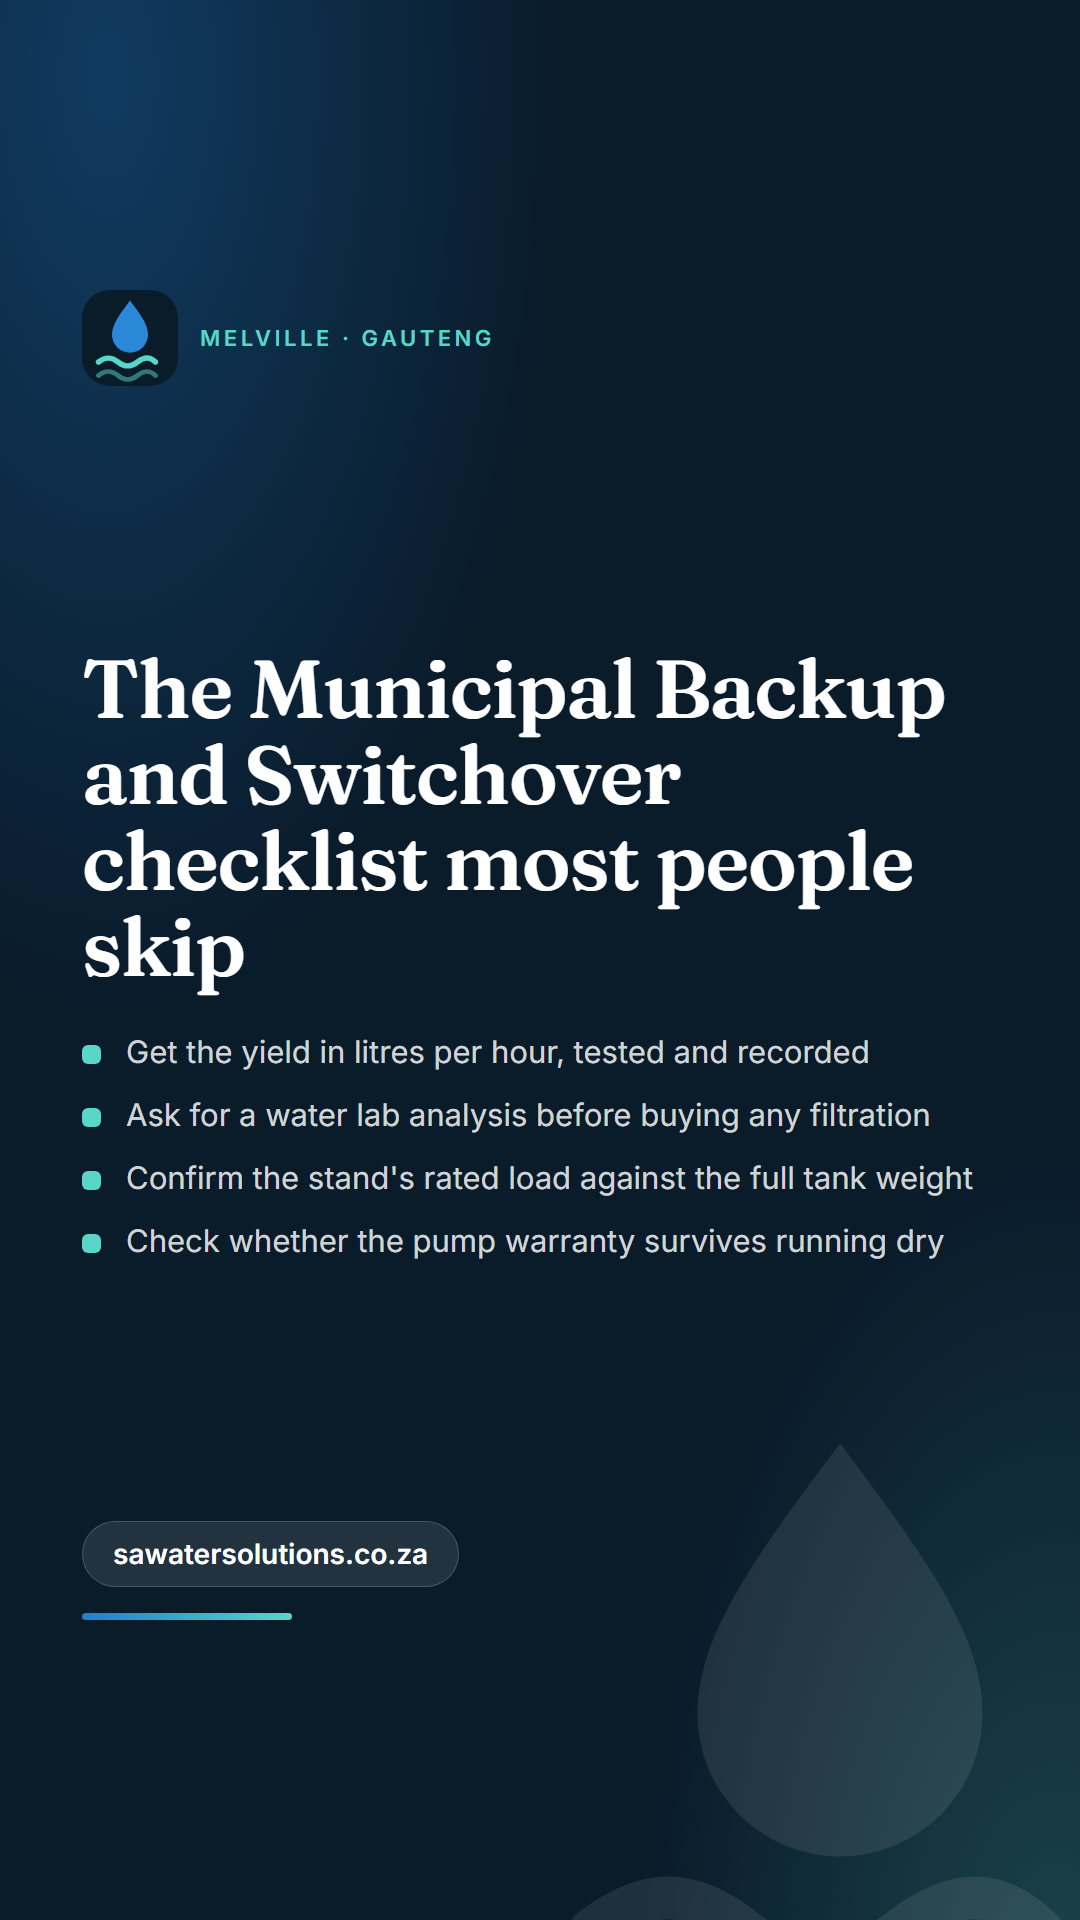 MELVILLE · GAUTENG
The Municipal Backup
and Switchover
checklist most people
skip
Get the yield in litres per hour, tested and recorded
Ask for a water lab analysis before buying any filtration
Confirm the stand's rated load against the full tank weight
Check whether the pump warranty survives running dry
sawatersolutions.co.za